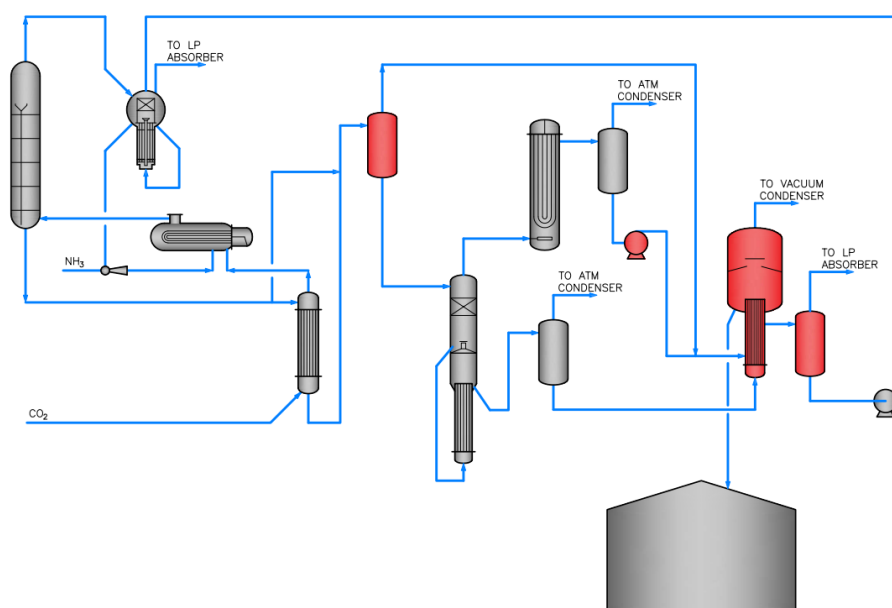 TO LP
ABSORBER
TO ATM
CONDENSER
TO VACUUM
CONDENSER
TO LP
ABSORBER
NH₃
TO ATM
CONDENSER
CO₂